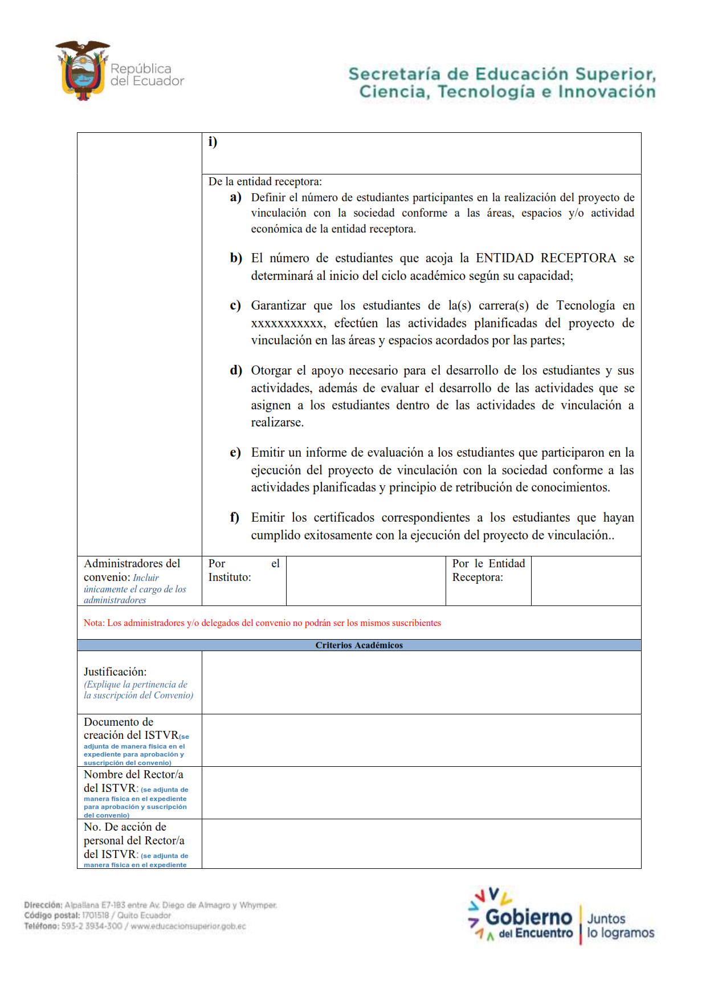 República
del Ecuador
Secretaría de Educación Superior,
Ciencia, Tecnología e Innovación
i)
De la entidad receptora:
a) Definir el número de estudiantes participantes en la realización del proyecto de
vinculación con la sociedad conforme a las áreas, espacios y/o actividad
económica de la entidad receptora.
b) El número de estudiantes que acoja la ENTIDAD RECEPTORA se
determinará al inicio del ciclo académico según su capacidad;
c) Garantizar que los estudiantes de la(s) carrera(s) de Tecnología en
xxxxxxxxxxx, efectúen las actividades planificadas del proyecto de
vinculación en las áreas y espacios acordados por las partes;
d) Otorgar el apoyo necesario para el desarrollo de los estudiantes y sus
actividades, además de evaluar el desarrollo de las actividades que se
asignen a los estudiantes dentro de las actividades de vinculación a
realizarse.
e) Emitir un informe de evaluación a los estudiantes que participaron en la
ejecución del proyecto de vinculación con la sociedad conforme a las
actividades planificadas y principio de retribución de conocimientos.
f) Emitir los certificados correspondientes a los estudiantes que hayan
cumplido exitosamente con la ejecución del proyecto de vinculación..
Administradores del
convenio: Incluir
únicamente el cargo de los
administradores
Por el
Instituto:
Por le Entidad
Receptora:
Nota: Los administradores y/o delegados del convenio no podrán ser los mismos suscribientes
Criterios Académicos
Justificación:
(Explique la pertinencia de
la suscripción del Convenio)
Documento de
creación del ISTVR(se
adjunta de manera física en el
expediente para aprobación y
suscripción del convenio)
Nombre del Rector/a
del ISTVR: (se adjunta de
manera física en el expediente
para aprobación y suscripción
del convenio)
No. De acción de
personal del Rector/a
del ISTVR: (se adjunta de
manera física en el expediente
Dirección: Alpallana E7-183 entre Av. Diego de Almagro y Whymper.
Código postal: 170518 / Quito Ecuador
Teléfono: 593-2 3934-300 / www.educacionsuperior.gob.ec
Gobierno
del Encuentro
Juntos
lo logramos